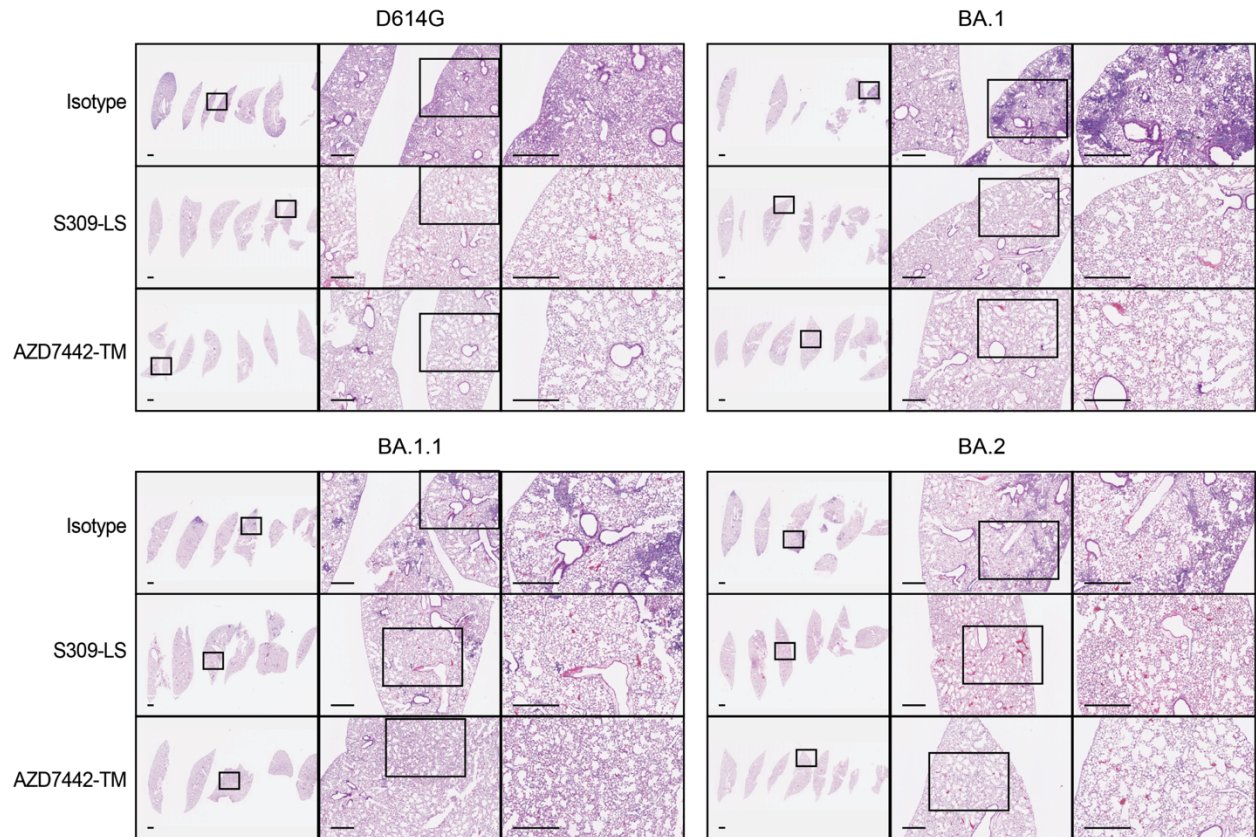 D614G
BA.1
Isotype
S309-LS
AZD7442-TM
BA.1.1
BA.2
Isotype
S309-LS
AZD7442-TM